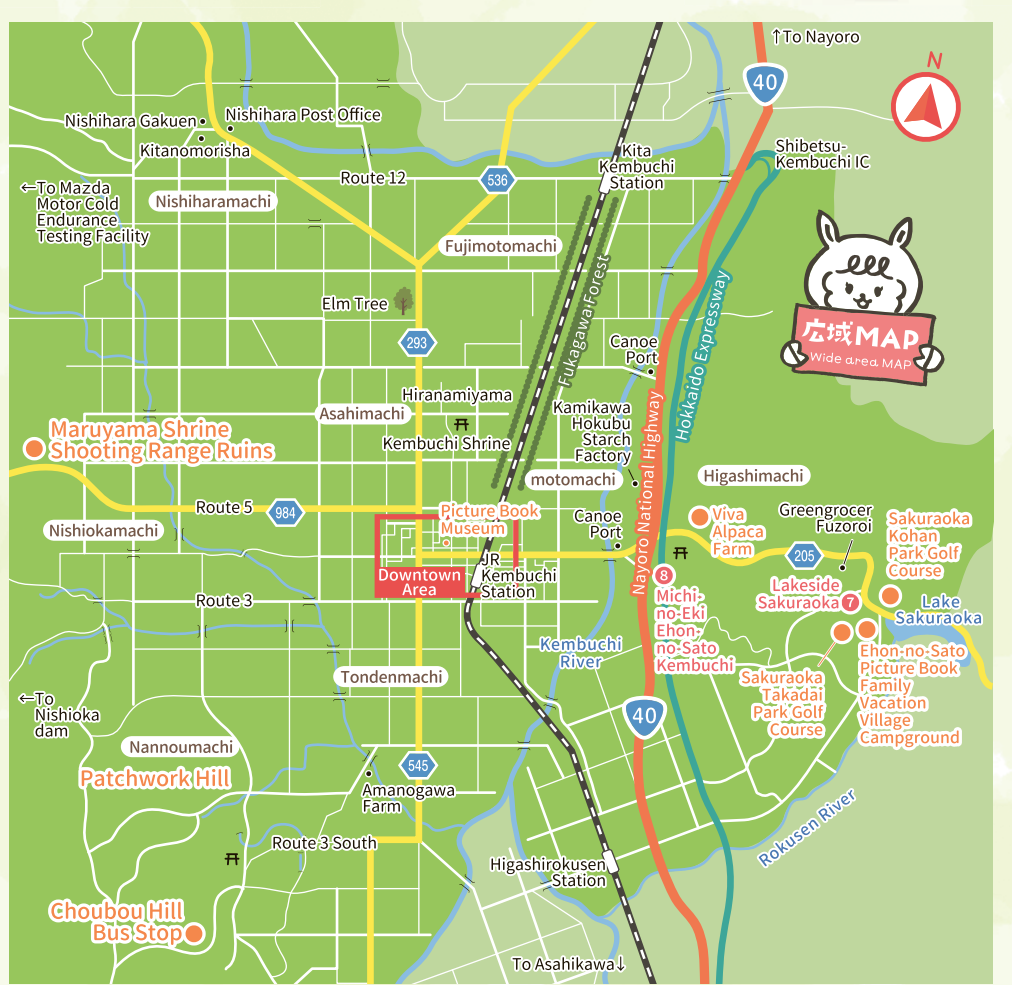 ↑To Nayoro
N
40
Nishihara Gakuen
Nishihara Post Office
Kitanomorisha
Shibetsu-
Kembuchi IC
Kita
Kembuchi
Station
Route 12
536
←To Mazda
Motor Cold
Endurance
Testing Facility
Nishiharamachi
Fujimotomachi
Fukagawa Forest
Hokkaido Expressway
Elm Tree
293
Canoe
Port
広域MAP
Wide area MAP
Hiranamiyama
Asahimachi
Kembuchi Shrine
Kamikawa
Hokubu
Starch
Factory
Nayoro National Highway
Maruyama Shrine
Shooting Range Ruins
motomachi
Higashimachi
Route 5
984
Nishiokamachi
Picture Book
Museum
Canoe
Port
Viva
Alpaca
Farm
Greengrocer
Fuzoroi
Sakuraoka
Kohan
Park Golf
Course
205
JR
Kembuchi
Station
Downtown
Area
8
Michi-
no-Eki
Ehon-
no-Sato
Kembuchi
Lakeside
Sakuraoka
7
Lake
Sakuraoka
Route 3
Kembuchi
River
Ehon-no-Sato
Picture Book
Family
Vacation
Village
Campground
Sakuraoka
Takadai
Park Golf
Course
Tondenmachi
←To
Nishioka
dam
40
Nannoumachi
Patchwork Hill
545
Amanogawa
Farm
Rokusen River
Route 3 South
Higashirokusen
Station
Choubou Hill
Bus Stop
To Asahikawa↓